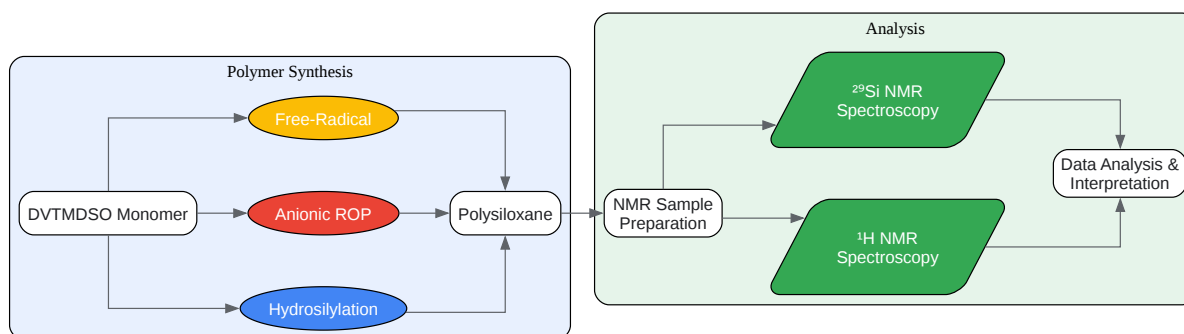 Polymer Synthesis
DVTMDSO Monomer
Free-Radical
Anionic ROP
Hydrosilylation
Polysiloxane
Analysis
NMR Sample
Preparation
²⁹Si NMR
Spectroscopy
¹H NMR
Spectroscopy
Data Analysis &
Interpretation